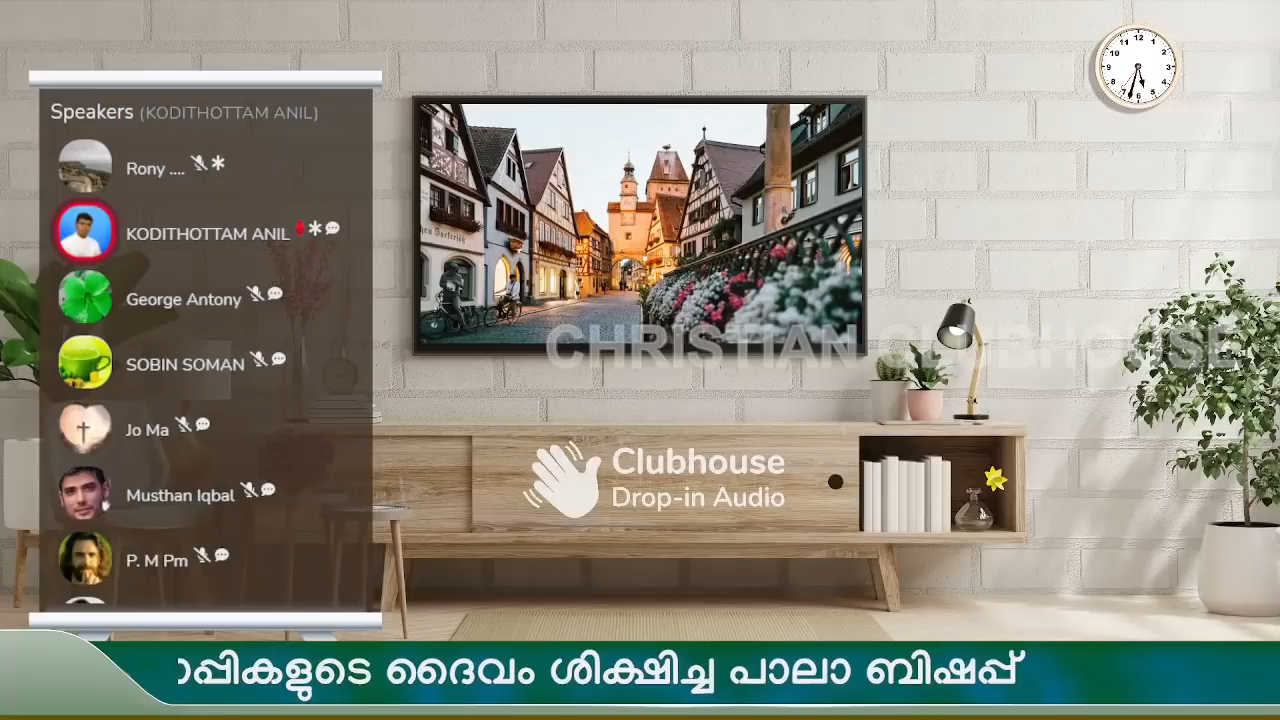 Speakers (KODITHOTTAM ANIL)
Rony ....
KODITHOTTAM ANIL
George Antony
SOBIN SOMAN
Jo Ma
Musthan Iqbal
P. M Pm
CHRISTIAN CLUBHOUSE
Clubhouse
Drop-in Audio
ദൈവം ശിക്ഷിച്ച പാലാ ബിഷപ്പ്